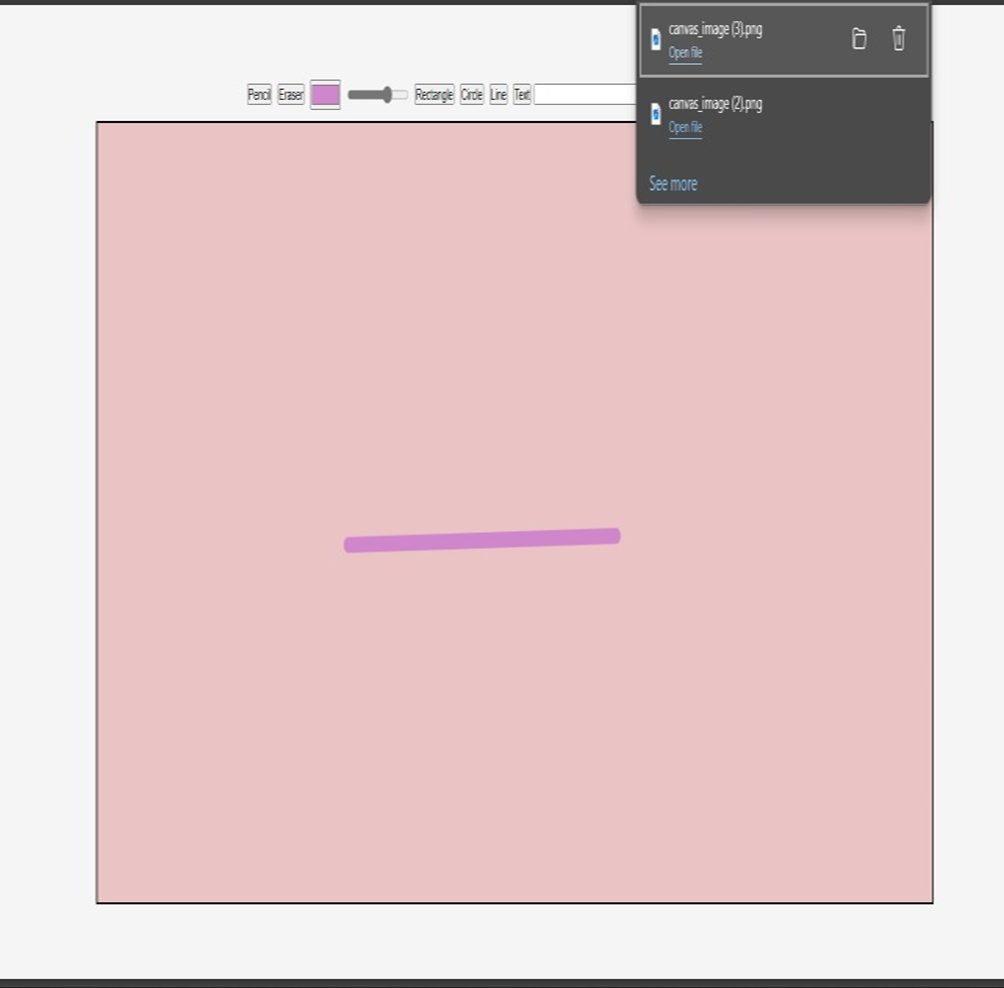 canvas_image (3).png
Open file
canvas_image (2).png
Open file
See more
Pencil Eraser Rectangle Circle Line Text